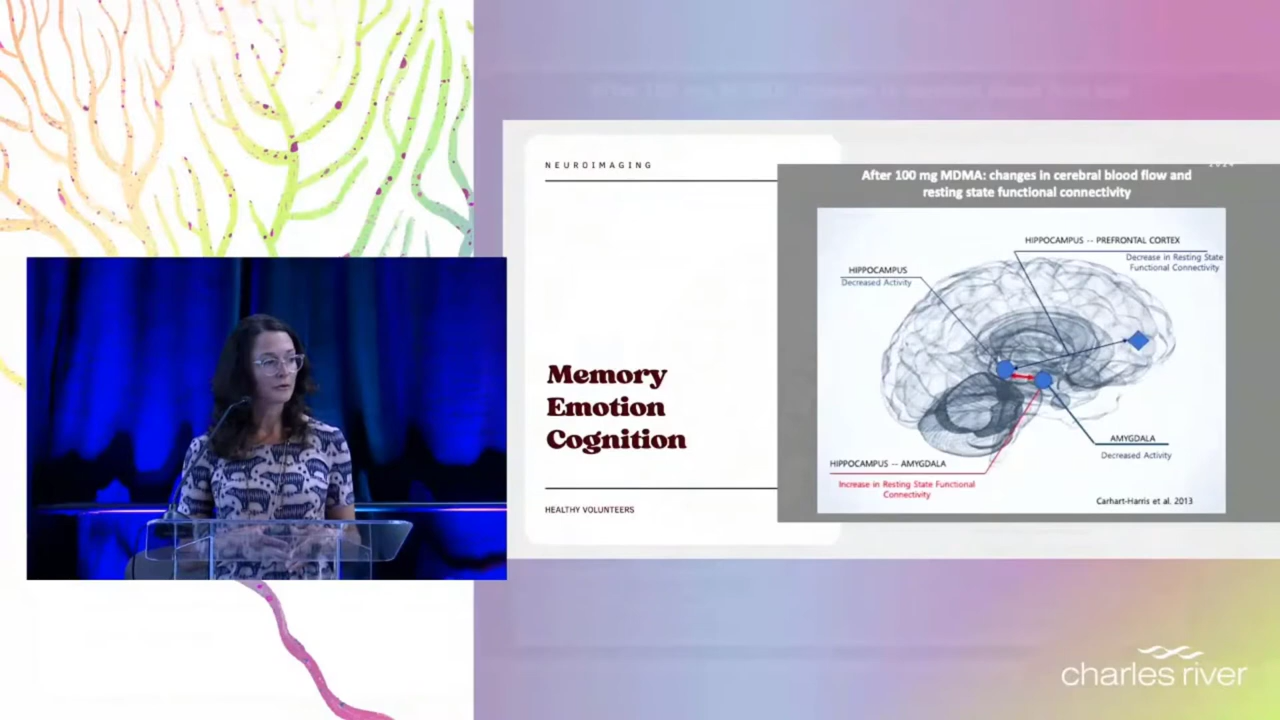 NEUROIMAGING
Memory
Emotion
Cognition
HEALTHY VOLUNTEERS
After 100 mg MDMA: changes in cerebral blood flow and
resting state functional connectivity
HIPPOCAMPUS -- PREFRONTAL CORTEX
Decrease in Resting State
Functional Connectivity
HIPPOCAMPUS
Decreased Activity
AMYGDALA
Decreased Activity
HIPPOCAMPUS -- AMYGDALA
Increase in Resting State Functional
Connectivity
Carhart-Harris et al. 2013
charles river